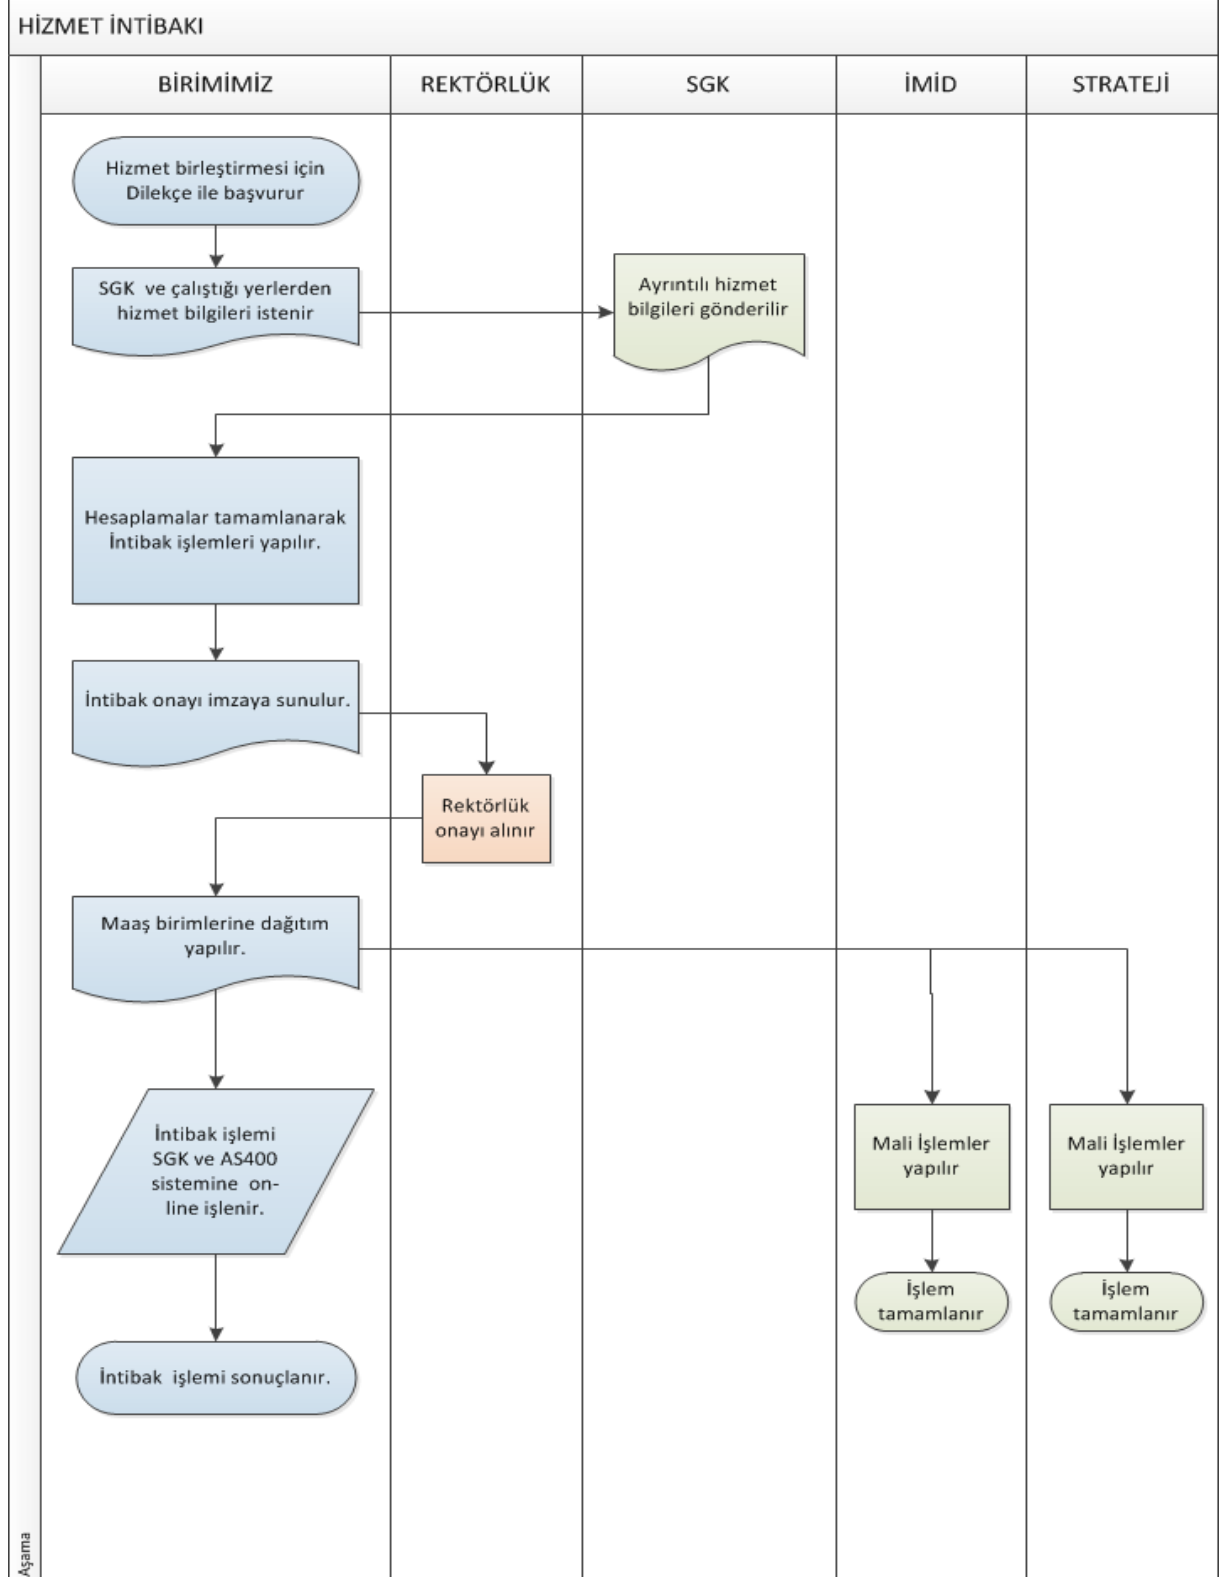 HİZMET İNTİBAKI
BİRİMİMİZ
REKTÖRLÜK
SGK
İMİD
STRATEJİ
Hizmet birleştirmesi için
Dilekçe ile başvurur
SGK ve çalıştığı yerlerden
hizmet bilgileri istenir
Ayrıntılı hizmet
bilgileri gönderilir
Hesaplamalar tamamlanarak
İntibak işlemleri yapılır.
İntibak onayı imzaya sunulur.
Rektörlük
onayı alınır
Maaş birimlerine dağıtım
yapılır.
İntibak işlemi
SGK ve AS400
sistemine on-
line işlenir.
Mali İşlemler
yapılır
Mali İşlemler
yapılır
İşlem
tamamlanır
İşlem
tamamlanır
İntibak işlemi sonuçlanır.
Aşama